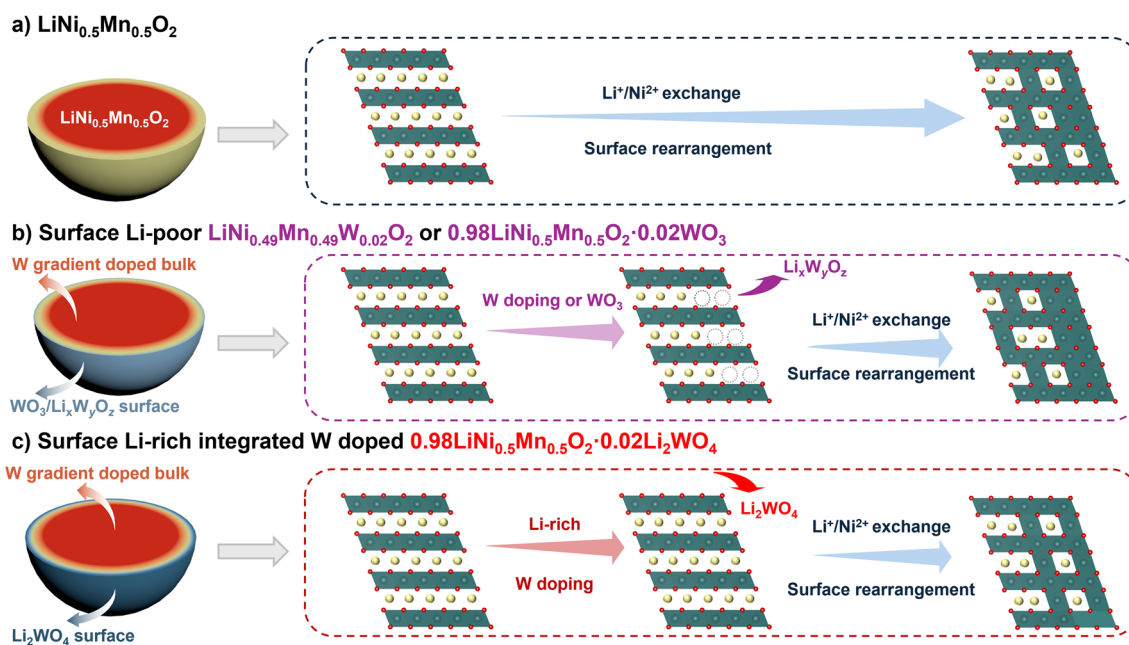 a) LiNi₀.₅Mn₀.₅O₂
LiNi₀.₅Mn₀.₅O₂
Li⁺/Ni²⁺ exchange
Surface rearrangement
b) Surface Li-poor LiNi₀.₄₉Mn₀.₄₉W₀.₀₂O₂ or 0.98LiNi₀.₅Mn₀.₅O₂·0.02WO₃
W gradient doped bulk
WO₃/LiₓWᵧO_z surface
W doping or WO₃
LiₓWᵧO_z
Li⁺/Ni²⁺ exchange
Surface rearrangement
c) Surface Li-rich integrated W doped 0.98LiNi₀.₅Mn₀.₅O₂·0.02Li₂WO₄
W gradient doped bulk
Li₂WO₄ surface
Li-rich
W doping
Li₂WO₄
Li⁺/Ni²⁺ exchange
Surface rearrangement